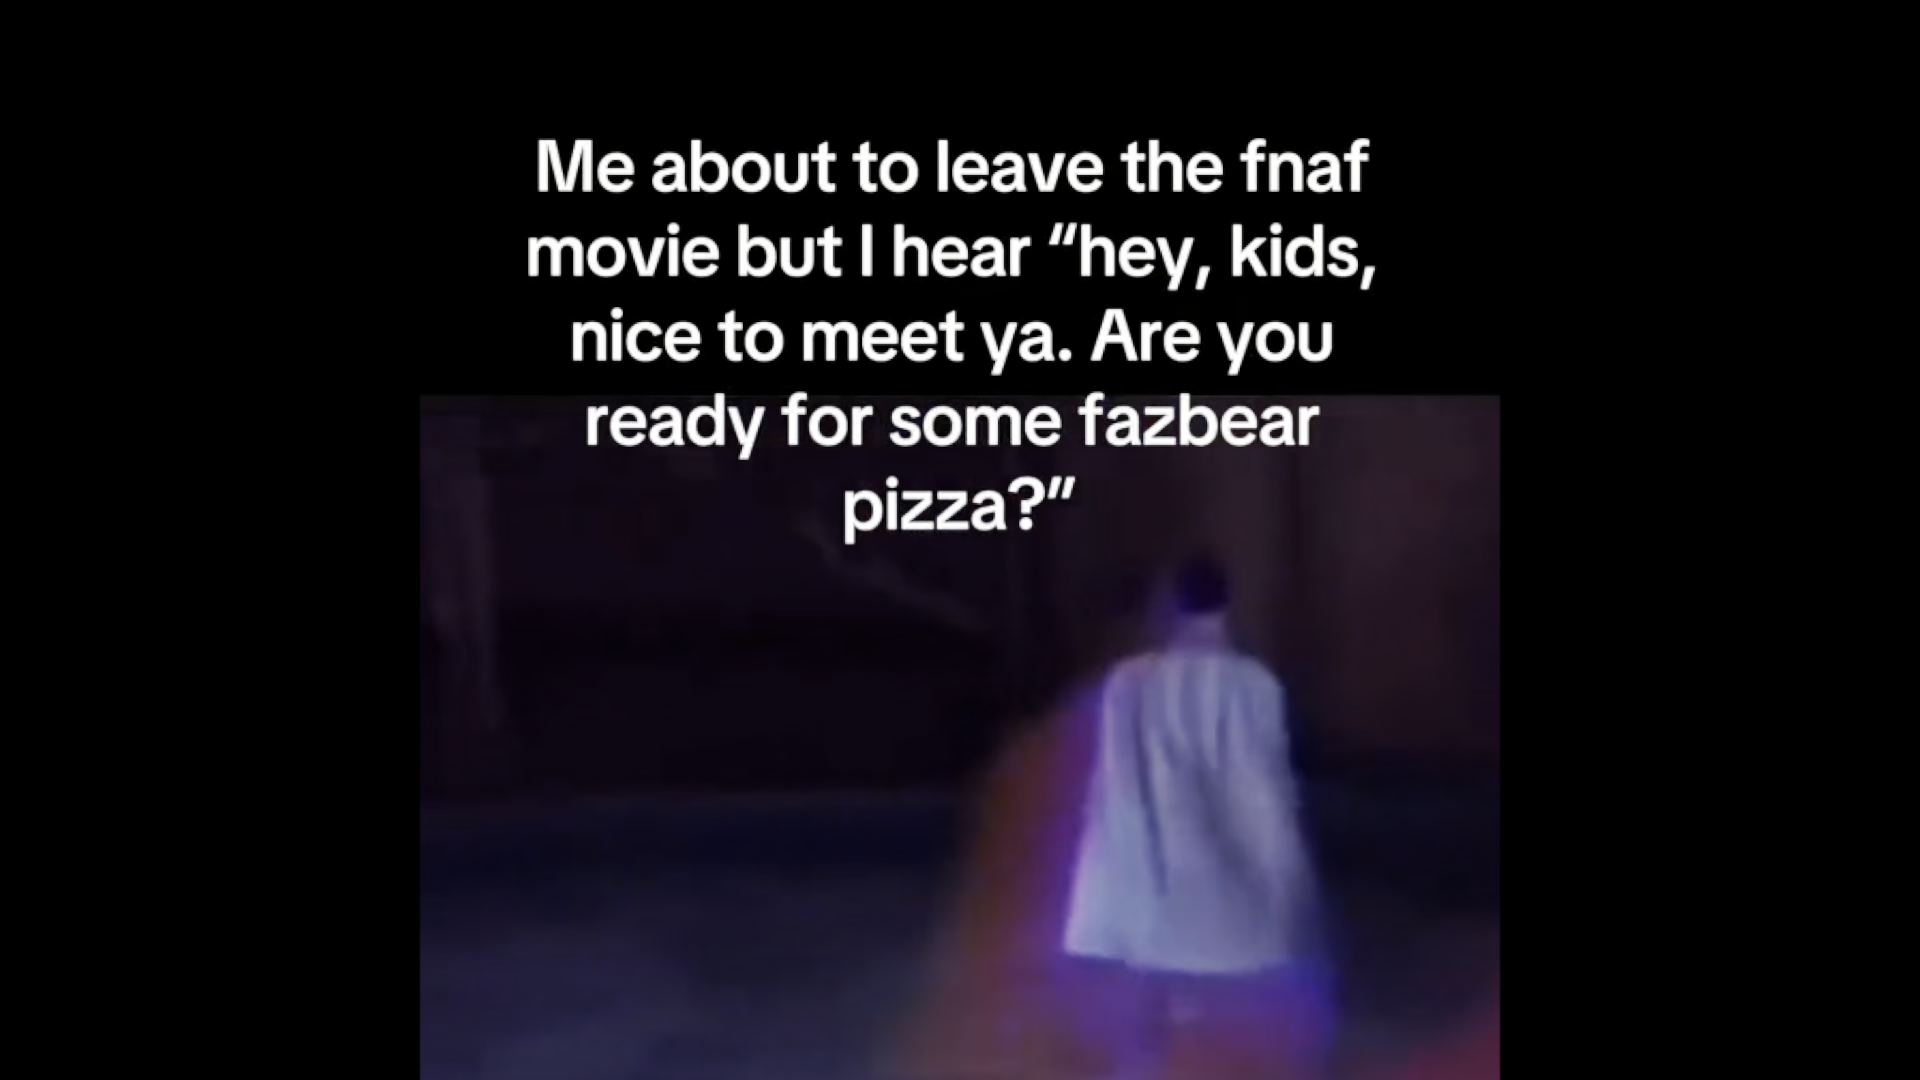 Me about to leave the fnaf
movie but I hear “hey, kids,
nice to meet ya. Are you
ready for some fazbear
pizza?”